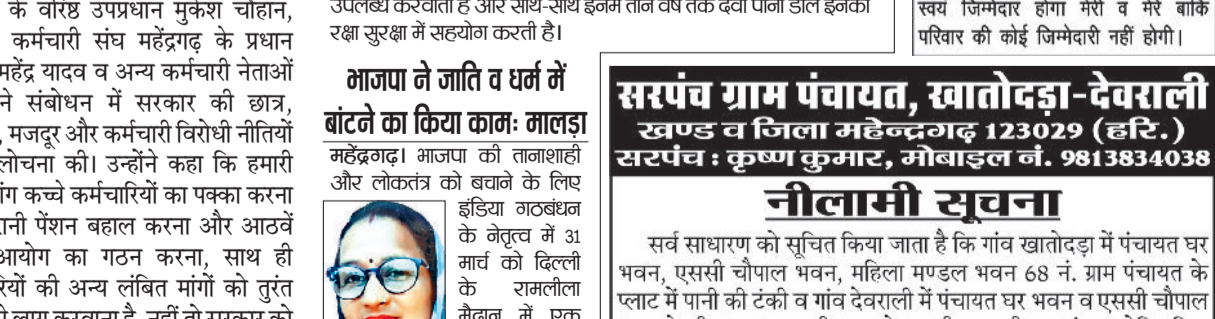 के वरिष्ठ उपप्रधान मुकेश चौहान,
कर्मचारी संघ महेंद्रगढ़ के प्रधान
महेंद्र यादव व अन्य कर्मचारी नेताओं
ने संबोधन में सरकार की छात्र,
मजदूर और कर्मचारी विरोधी नीतियों
लोचना की। उन्होंने कहा कि हमारी
ांग कच्चे कर्मचारियों का पक्का करना
रानी पेंशन बहाल करना और आठवें
आयोग का गठन करना, साथ ही
रियों की अन्य लंबित मांगों को तुरंत
लागू करवाना है, नहीं तो सरकार को
उपलब्ध करवाती है और साथ-साथ इनमें तीन वर्ष तक दवा पानी डाल इनकी
रक्षा सुरक्षा में सहयोग करती है।
भाजपा ने जाति व धर्म में
बांटने का किया काम: मालड़ा
महेंद्रगढ़। भाजपा की तानाशाही
और लोकतंत्र को बचाने के लिए
इंडिया गठबंधन
के नेतृत्व में 31
मार्च को दिल्ली
के रामलीला
मैदान में एक
स्वयं जिम्मेदार होगा मेरी व मेरे बाकि
परिवार की कोई जिम्मेदारी नहीं होगी।
सरपंच ग्राम पंचायत, खातोदड़ा-देवराली
खण्ड व जिला महेन्द्रगढ़ 123029 (हरि.)
सरपंच : कृष्ण कुमार, मोबाइल नं. 9813834038
नीलामी सूचना
सर्व साधारण को सूचित किया जाता है कि गांव खातोदड़ा में पंचायत घर
भवन, एससी चौपाल भवन, महिला मण्डल भवन 68 नं. ग्राम पंचायत के
प्लाट में पानी की टंकी व गांव देवराली में पंचायत घर भवन व एससी चौपाल